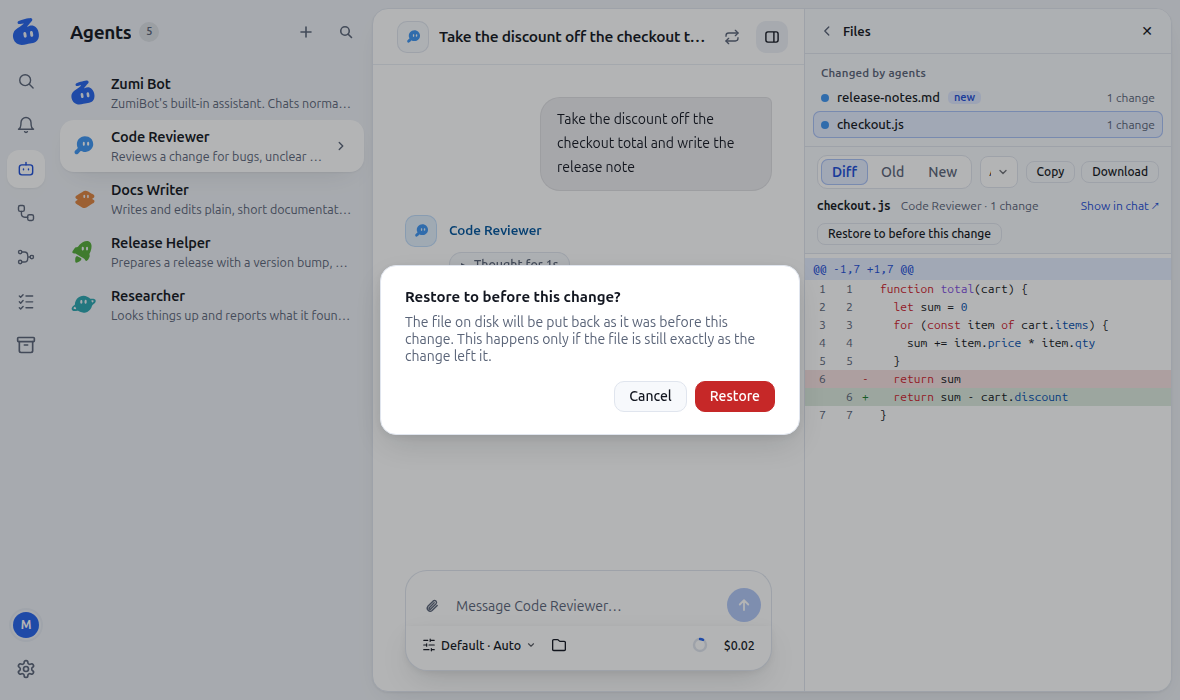 Agents 5
Zumi Bot
ZumiBot's built-in assistant. Chats norma…
Code Reviewer
Reviews a change for bugs, unclear …
Docs Writer
Writes and edits plain, short documentat…
Release Helper
Prepares a release with a version bump, …
Researcher
Looks things up and reports what it foun…
M
Take the discount off the checkout t…
Take the discount off the
checkout total and write the
release note
Code Reviewer
Thought for 1s
Restore to before this change?
The file on disk will be put back as it was before this
change. This happens only if the file is still exactly as the
change left it.
Cancel
Restore
Message Code Reviewer…
Default · Auto
$0.02
Files
Changed by agents
release-notes.md new 1 change
checkout.js 1 change
Diff Old New
Copy
Download
checkout.js Code Reviewer · 1 change Show in chat ↗
Restore to before this change
@@ -1,7 +1,7 @@
1 1 function total(cart) {
2 2 let sum = 0
3 3 for (const item of cart.items) {
4 4 sum += item.price * item.qty
5 5 }
6 - return sum
6 + return sum - cart.discount
7 7 }